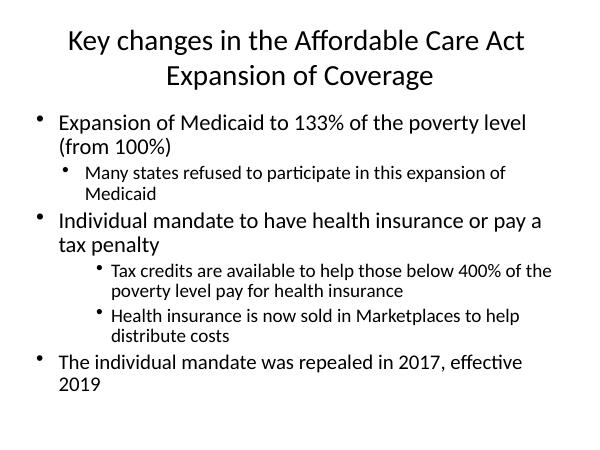 Key changes in the Affordable Care Act
Expansion of Coverage
• Expansion of Medicaid to 133% of the poverty level
(from 100%)
• Many states refused to participate in this expansion of
Medicaid
• Individual mandate to have health insurance or pay a
tax penalty
• Tax credits are available to help those below 400% of the
poverty level pay for health insurance
• Health insurance is now sold in Marketplaces to help
distribute costs
• The individual mandate was repealed in 2017, effective
2019